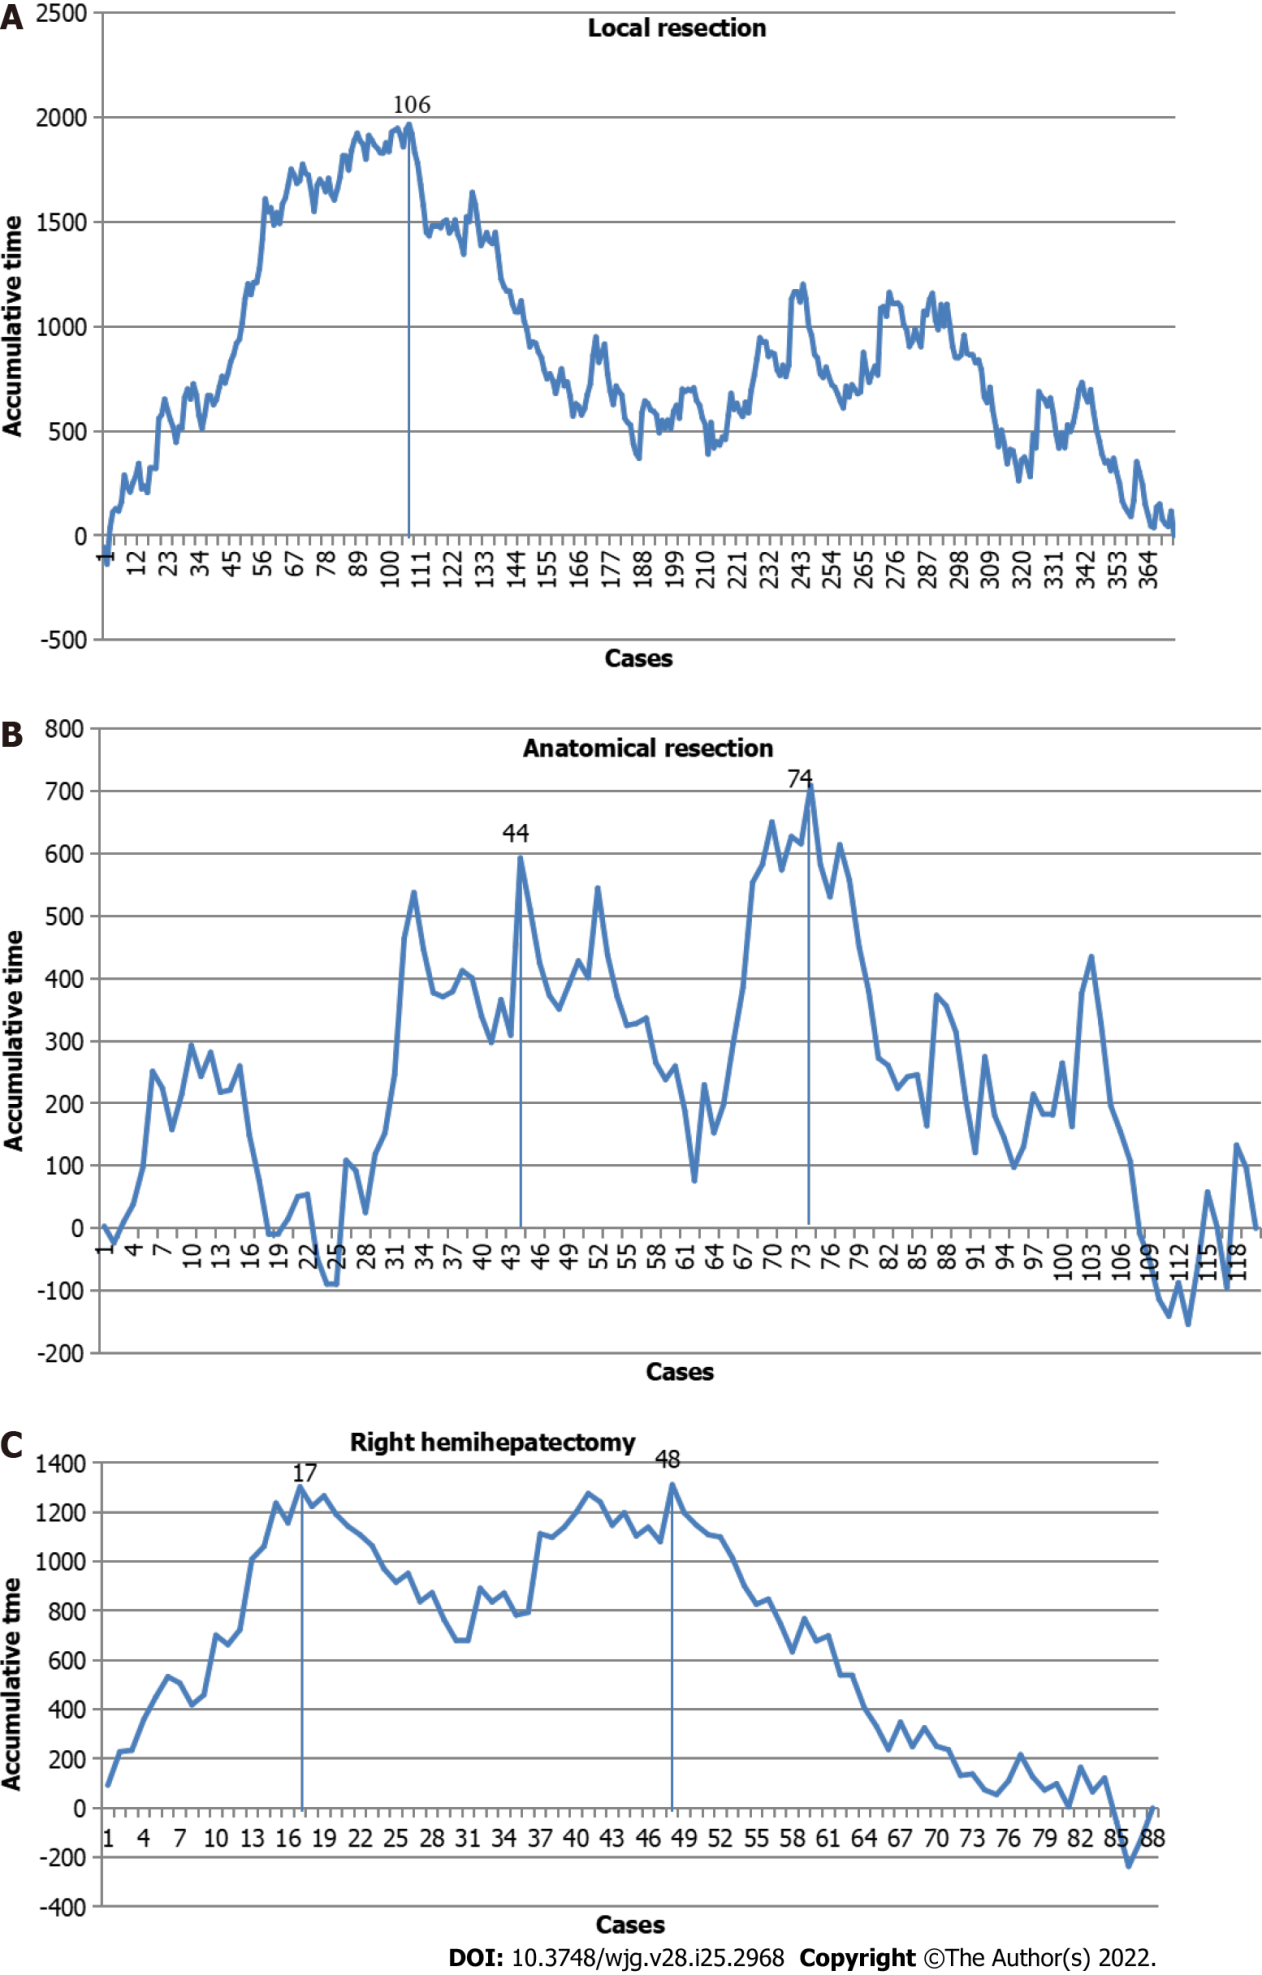 A
Local resection
2500
2000
1500
1000
500
0
-500
Accumulative time
106
1 12 23 34 45 56 67 78 89 100 111 122 133 144 155 166 177 188 199 210 221 232 243 254 265 276 287 298 309 320 331 342 353 364
Cases
B
Anatomical resection
800
700
600
500
400
300
200
100
0
-100
-200
Accumulative time
44
74
1 4 7 10 13 16 19 22 25 28 31 34 37 40 43 46 49 52 55 58 61 64 67 70 73 76 79 82 85 88 91 94 97 100 103 106 109 112 115 118
Cases
C
Right hemihepatectomy
1400
1200
1000
800
600
400
200
0
-200
-400
Accumulative tme
17
48
1 4 7 10 13 16 19 22 25 28 31 34 37 40 43 46 49 52 55 58 61 64 67 70 73 76 79 82 85 88
Cases
DOI: 10.3748/wjg.v28.i25.2968 Copyright ©The Author(s) 2022.